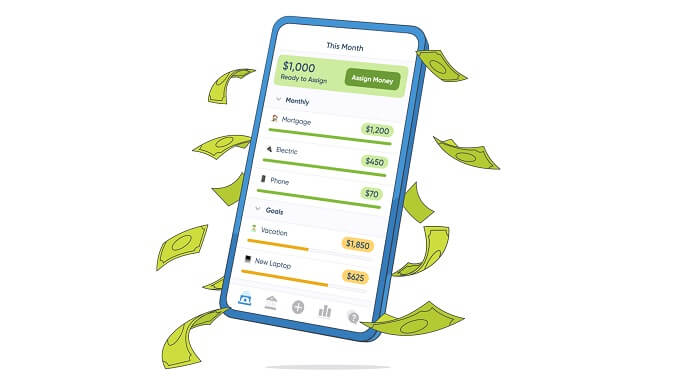 This Month
$1,000
Ready to Assign
Assign Money
Monthly
Mortgage $1,200
Electric $450
Phone $70
Goals
Vacation $1,850
New Laptop $625
?